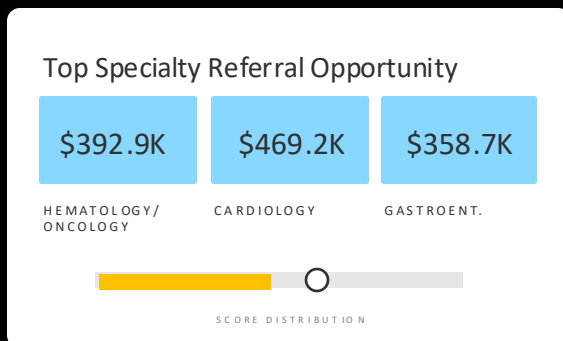 Top Specialty Referral Opportunity
$392.9K $469.2K $358.7K
HEMATOLOGY/ CARDIOLOGY GASTROENT.
ONCOLOGY
SCORE DISTRIBUTION